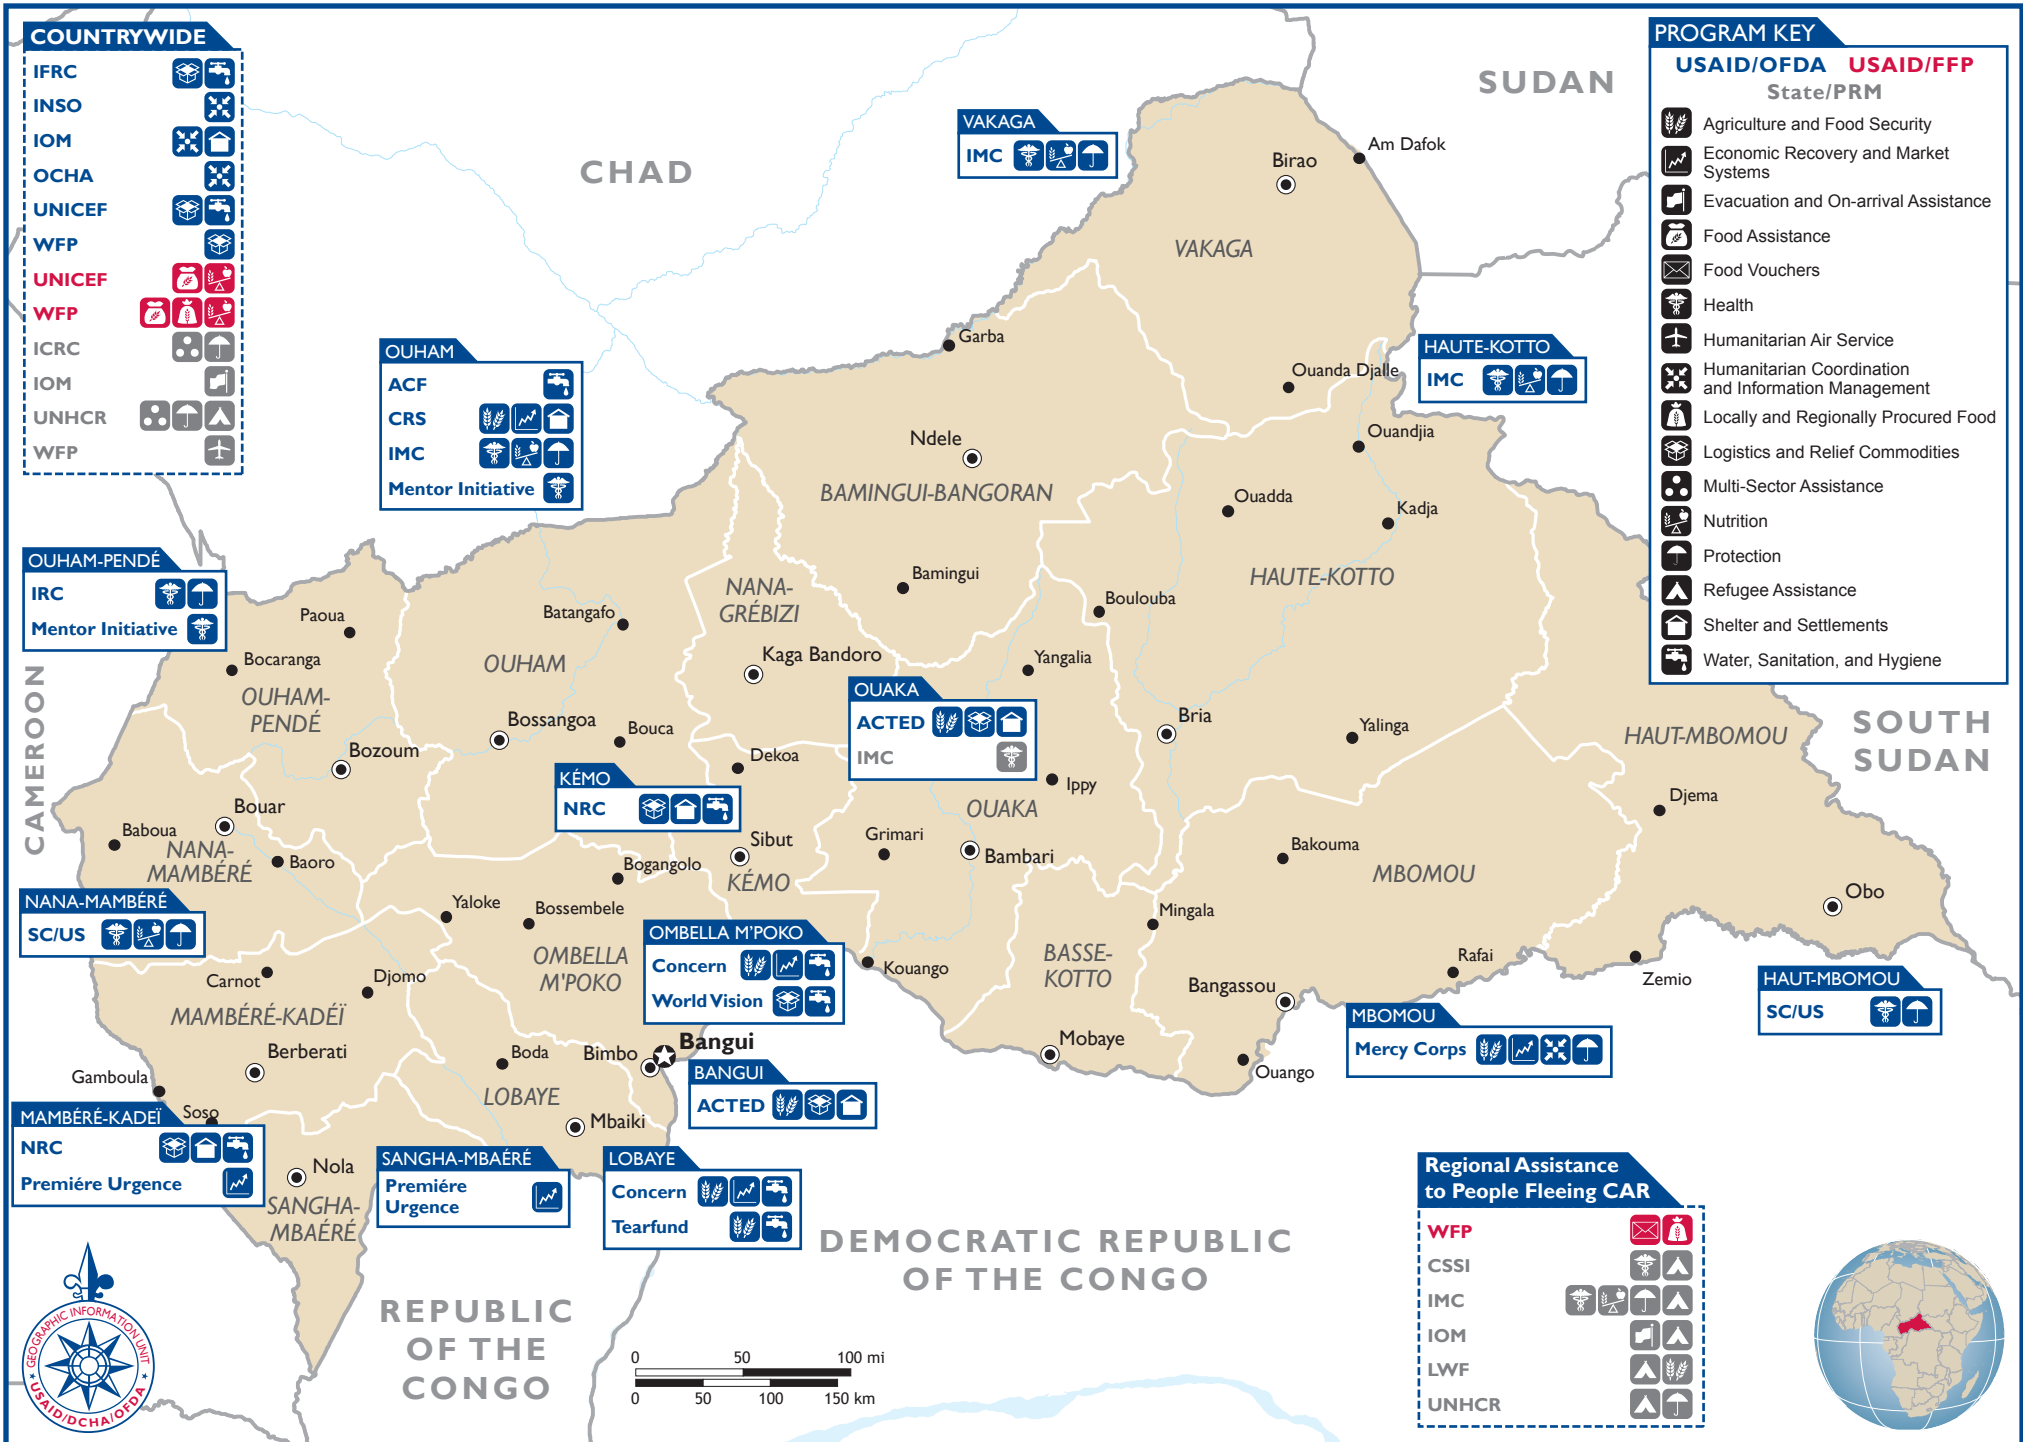 COUNTRYWIDE
IFRC
INSO
IOM
OCHA
UNICEF
WFP
UNICEF
WFP
ICRC
IOM
UNHCR
WFP
PROGRAM KEY
USAID/OFDA USAID/FFP
State/PRM
Agriculture and Food Security
Economic Recovery and Market
Systems
Evacuation and On-arrival Assistance
Food Assistance
Food Vouchers
Health
Humanitarian Air Service
Humanitarian Coordination
and Information Management
Locally and Regionally Procured Food
Logistics and Relief Commodities
Multi-Sector Assistance
Nutrition
Protection
Refugee Assistance
Shelter and Settlements
Water, Sanitation, and Hygiene
SUDAN
CHAD
VAKAGA
IMC
Am Dafok
Birao
VAKAGA
Garba
Ouanda Djalle
HAUTE-KOTTO
IMC
OUHAM
ACF
CRS
IMC
Mentor Initiative
Ndele
BAMINGUI-BANGORAN
Ouandjia
Ouadda
Kadja
HAUTE-KOTTO
Bamingui
NANA-
GRÉBIZI
Boulouba
OUHAM-PENDÉ
IRC
Mentor Initiative
Paoua
Batangafo
Bocaranga
OUHAM
Kaga Bandoro
Yangalia
OUHAM-
PENDÉ
CAMEROON
OUAKA
ACTED
IMC
Bossangoa
Bouca
Bria
Yalinga
HAUT-MBOMOU
SOUTH
SUDAN
Bozoum
Dekoa
Ippy
KÉMO
NRC
OUAKA
Djema
Bouar
Baboua
NANA-
MAMBÉRÉ
Baoro
Sibut
Grimari
Bambari
Bakouma
MBOMOU
Bogangolo
KÉMO
Obo
NANA-MAMBÉRÉ
SC/US
Yaloke
Bossembele
Mingala
OMBELLA M'POKO
Concern
World Vision
OMBELLA
M'POKO
BASSE-
KOTTO
Kouango
Rafai
Zemio
HAUT-MBOMOU
SC/US
Carnot
Djomo
MAMBÉRÉ-KADÉÏ
Bangassou
MBOMOU
Mercy Corps
Berberati
Boda
Bimbo
Bangui
Mobaye
Ouango
BANGUI
ACTED
LOBAYE
Gamboula
Soso
Mbaiki
MAMBÉRÉ-KADEÏ
NRC
Premiére Urgence
Nola
SANGHA-
MBAÉRÉ
SANGHA-MBAÉRÉ
Premiére
Urgence
LOBAYE
Concern
Tearfund
DEMOCRATIC REPUBLIC
OF THE CONGO
REPUBLIC
OF THE
CONGO
Regional Assistance
to People Fleeing CAR
WFP
CSSI
IMC
IOM
LWF
UNHCR
0 50 100 mi
0 50 100 150 km
GEOGRAPHIC INFORMATION UNIT
USAID/DCHA/OFDA